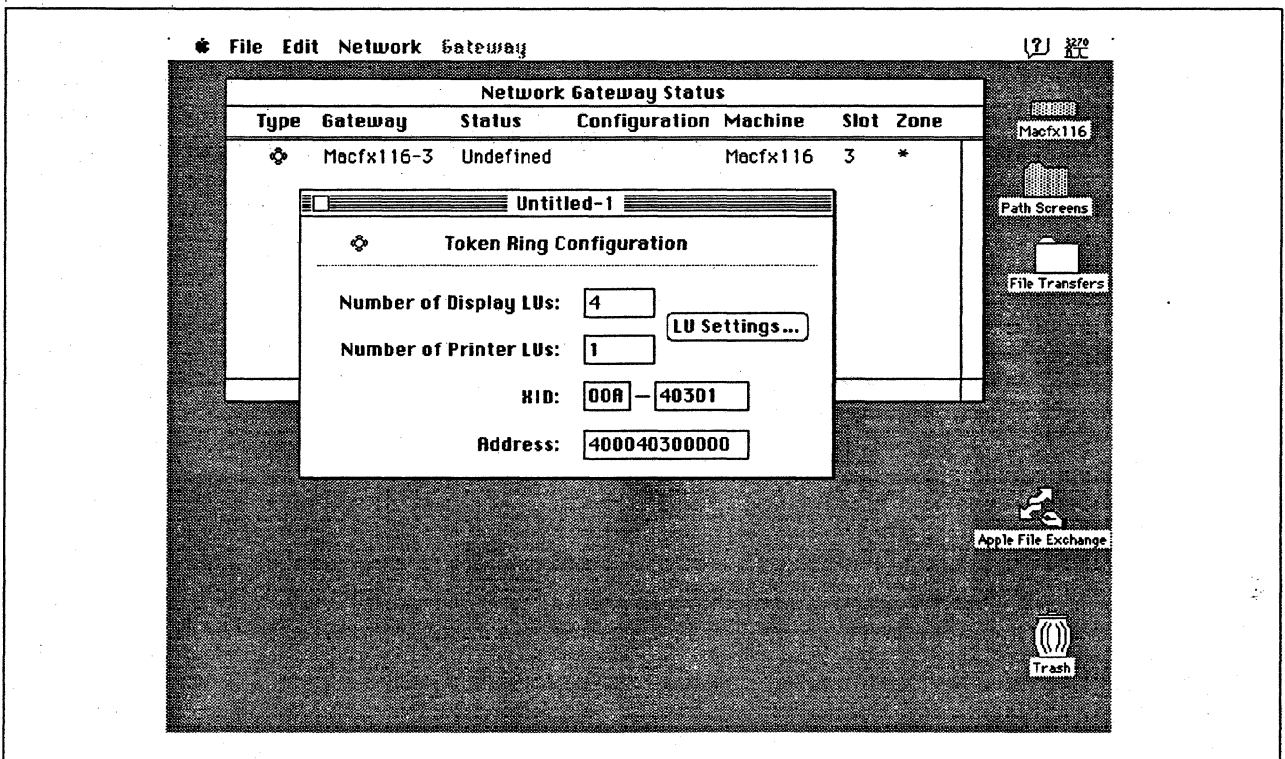 File Edit Network Gateway
3270
Network Gateway Status
Type Gateway Status Configuration Machine Slot Zone
Macfx116-3 Undefined Macfx116 3 *
Untitled-1
Token Ring Configuration
Number of Display LUs: 4
LU Settings...
Number of Printer LUs: 1
XID: 00A — 40301
Address: 400040300000
Macfx116
Path Screens
File Transfers
Apple File Exchange
Trash